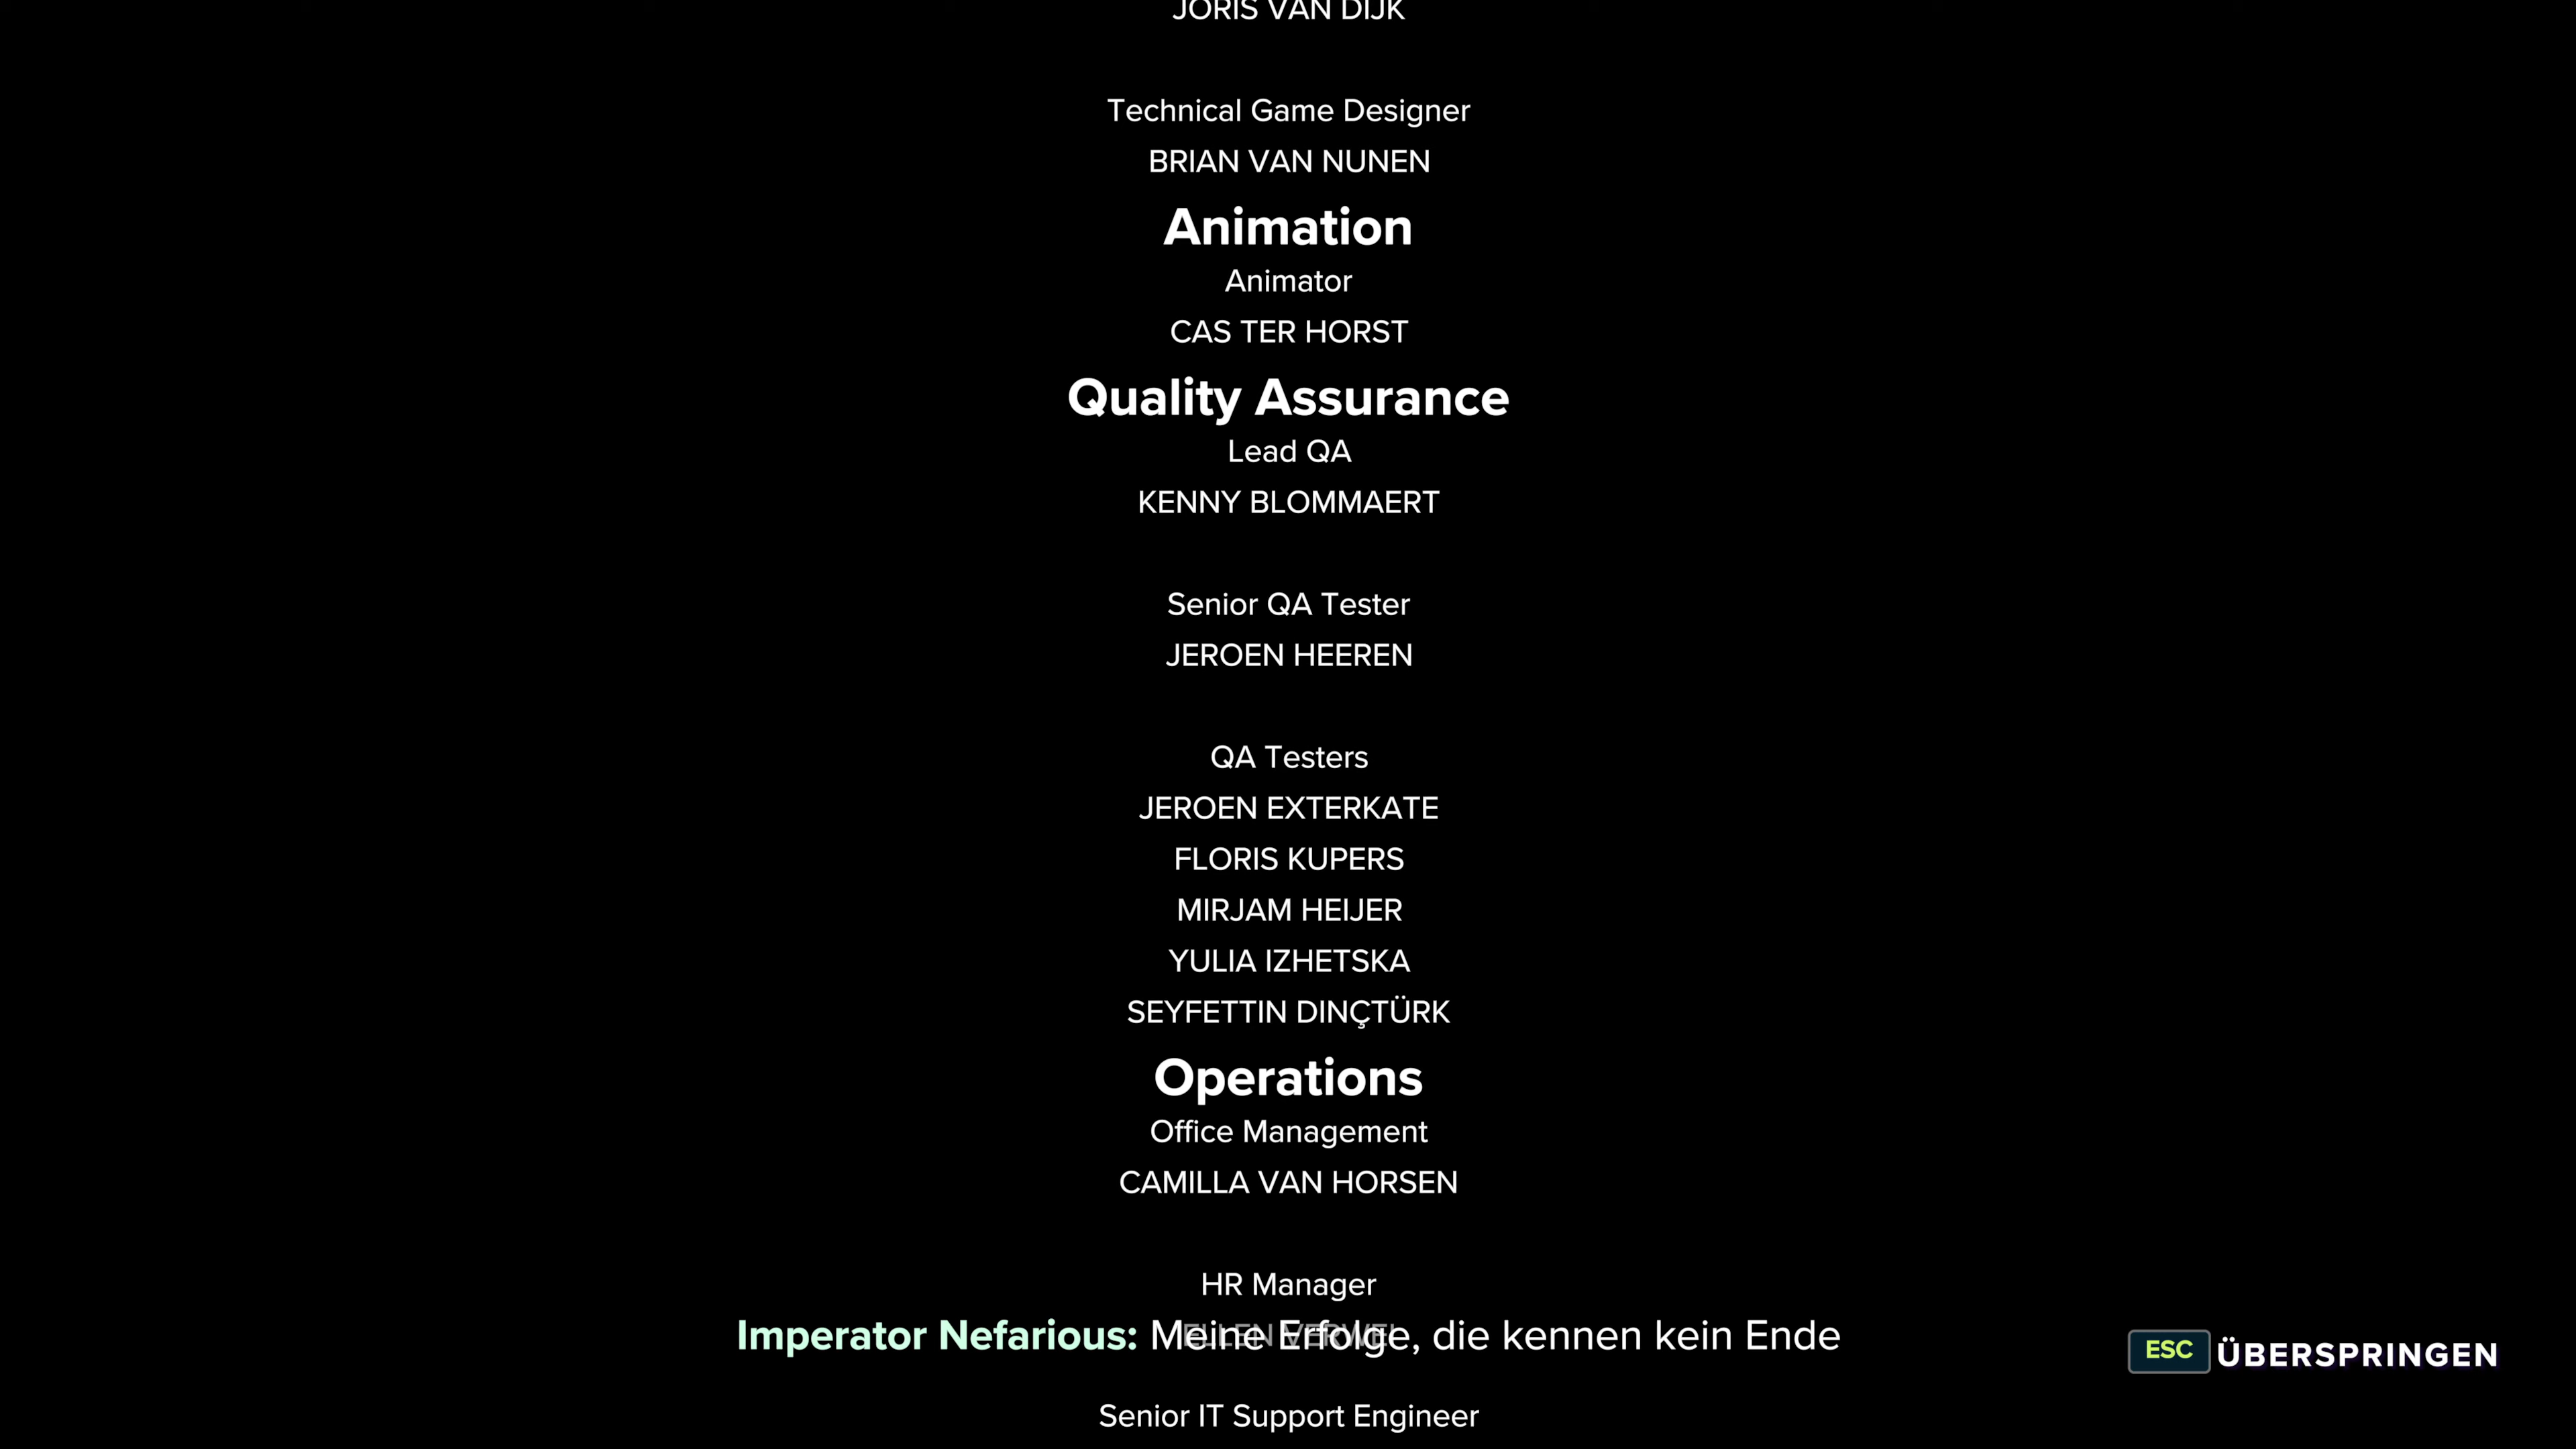 JORIS VAN DIJK
Technical Game Designer
BRIAN VAN NUNEN
Animation
Animator
CAS TER HORST
Quality Assurance
Lead QA
KENNY BLOMMAERT
Senior QA Tester
JEROEN HEEREN
QA Testers
JEROEN EXTERKATE
FLORIS KUPERS
MIRJAM HEIJER
YULIA IZHETSKA
SEYFETTIN DINÇTÜRK
Operations
Office Management
CAMILLA VAN HORSEN
HR Manager
Imperator Nefarious: Meine Erfolge, die kennen kein Ende
ESC ÜBERSPRINGEN
Senior IT Support Engineer